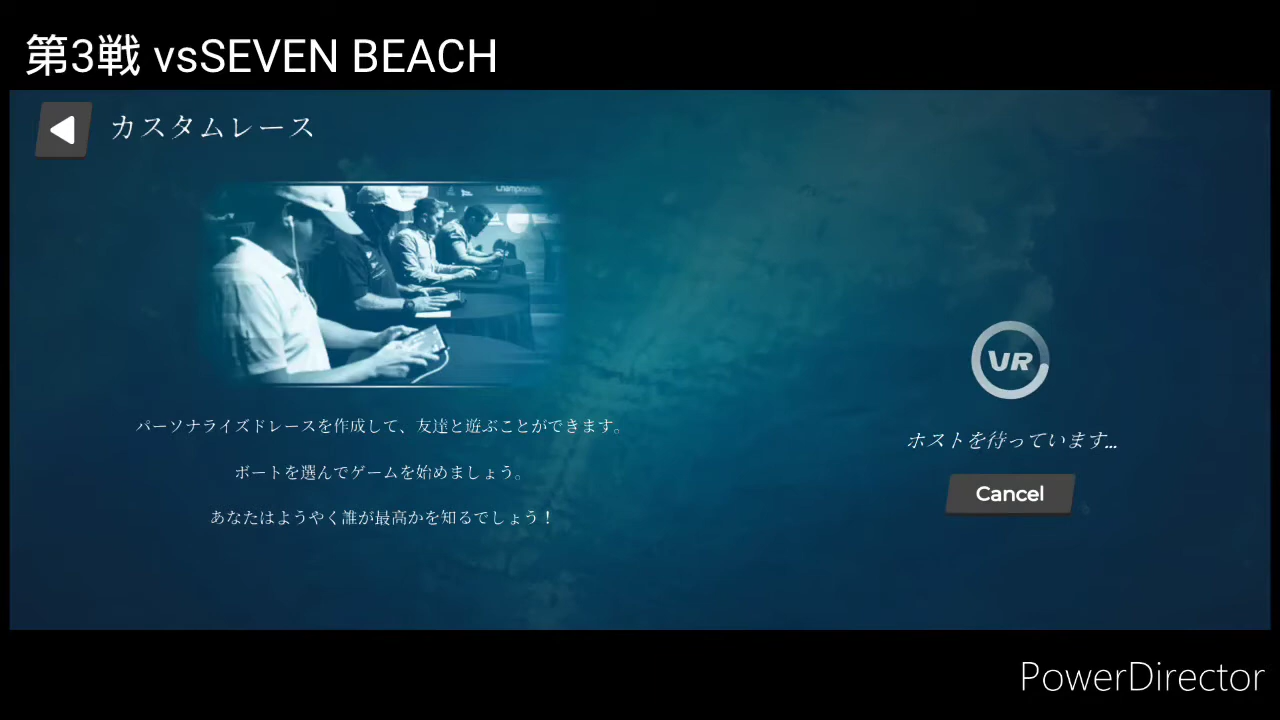 第3戦 vsSEVEN BEACH
カスタムレース
Champions
パーソナライズドレースを作成して、友達と遊ぶことができます。
ボートを選んでゲームを始めましょう。
あなたはようやく誰が最高かを知るでしょう！
VR
ホストを待っています...
Cancel
PowerDirector